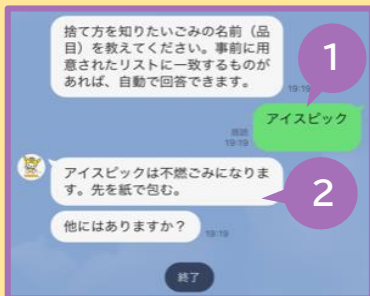 捨て方を知りたいごみの名前（品
目）を教えてください。事前に用
意されたリストに一致するものが
あれば、自動で回答できます。
19:19
1
アイスピック
既読
19:19
アイスピックは不燃ごみになりま
す。先を紙で包む。
2
他にはありますか？
19:19
終了